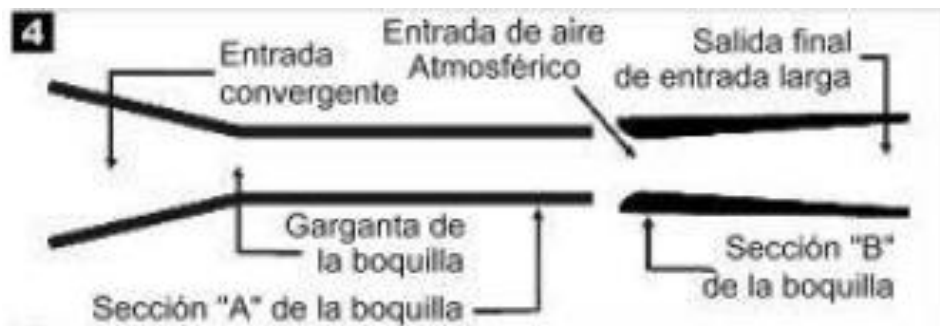 4
Entrada
convergente
Entrada de aire
Atmosférico
Salida final
de entrada larga
Garganta de
la boquilla
Sección "A" de la boquilla
Sección "B"
de la boquilla